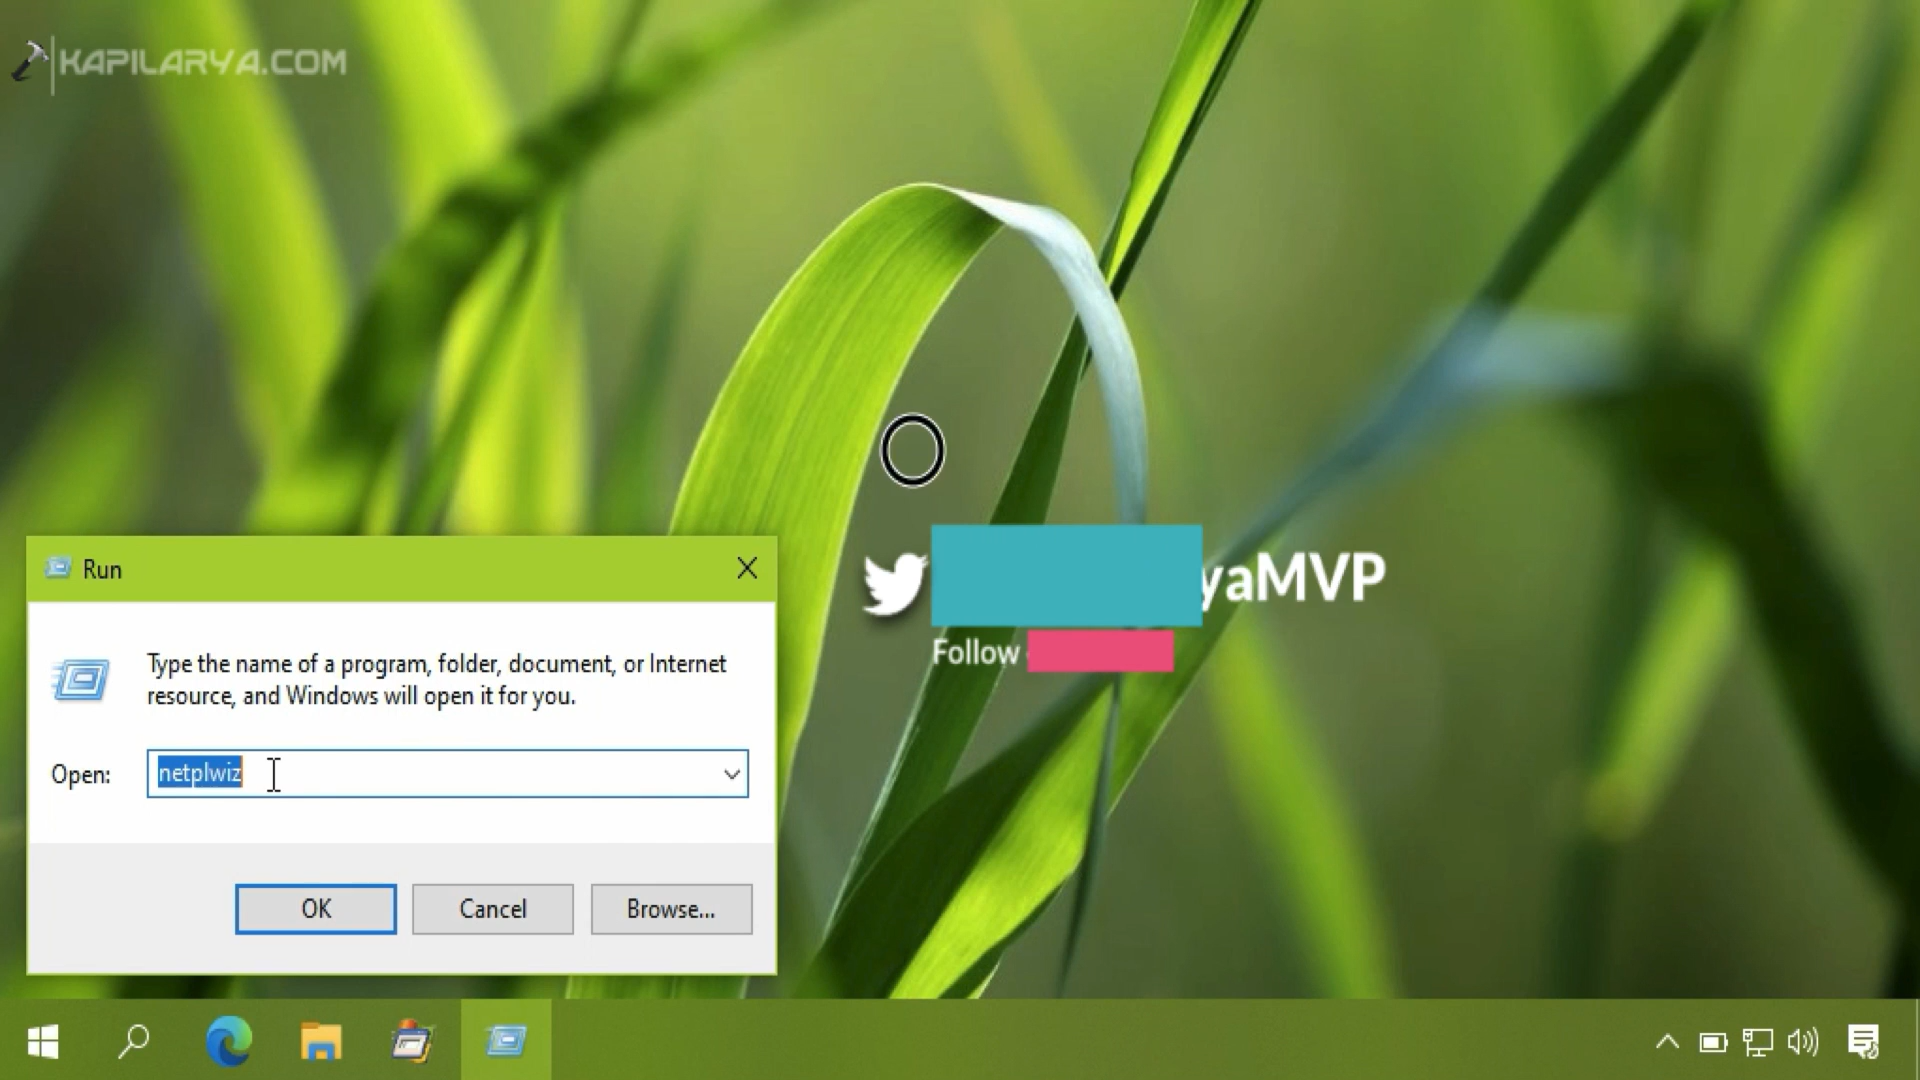 KAPILARYA.COM
yaMVP
Follow
Run
Type the name of a program, folder, document, or Internet
resource, and Windows will open it for you.
Open: netplwiz
OK Cancel Browse...